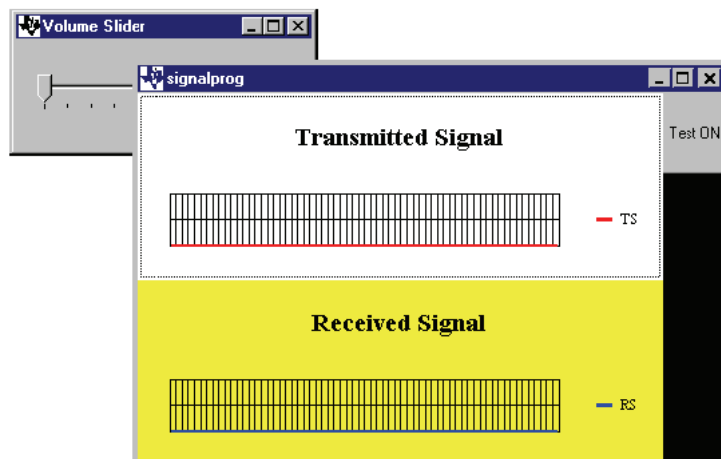 Volume Slider
signalprog
Transmitted Signal
Test ON
TS
Received Signal
RS